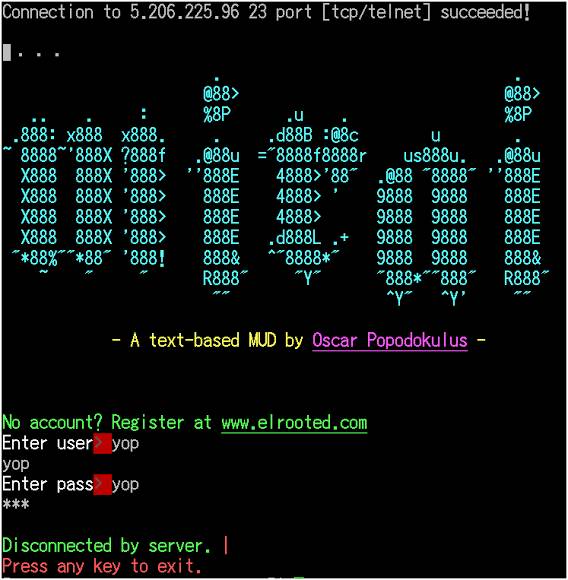 Connection to 5.206.225.96 23 port [tcp/telnet] succeeded!
. . .
mirai
- A text-based MUD by Oscar Popodokulus -
No account? Register at www.elrooted.com
Enter user> yop
yop
Enter pass> yop
***
Disconnected by server. |
Press any key to exit.